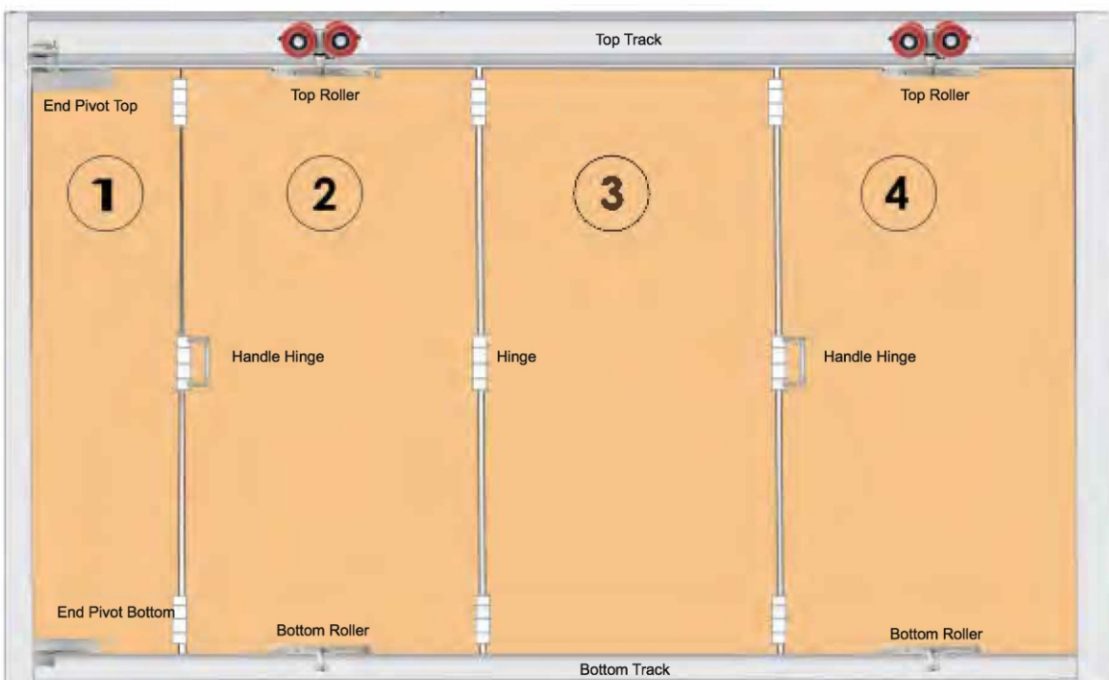 Top Track
Top Roller
Top Roller
End Pivot Top
1
2
3
4
Handle Hinge
Hinge
Handle Hinge
End Pivot Bottom
Bottom Roller
Bottom Roller
Bottom Track